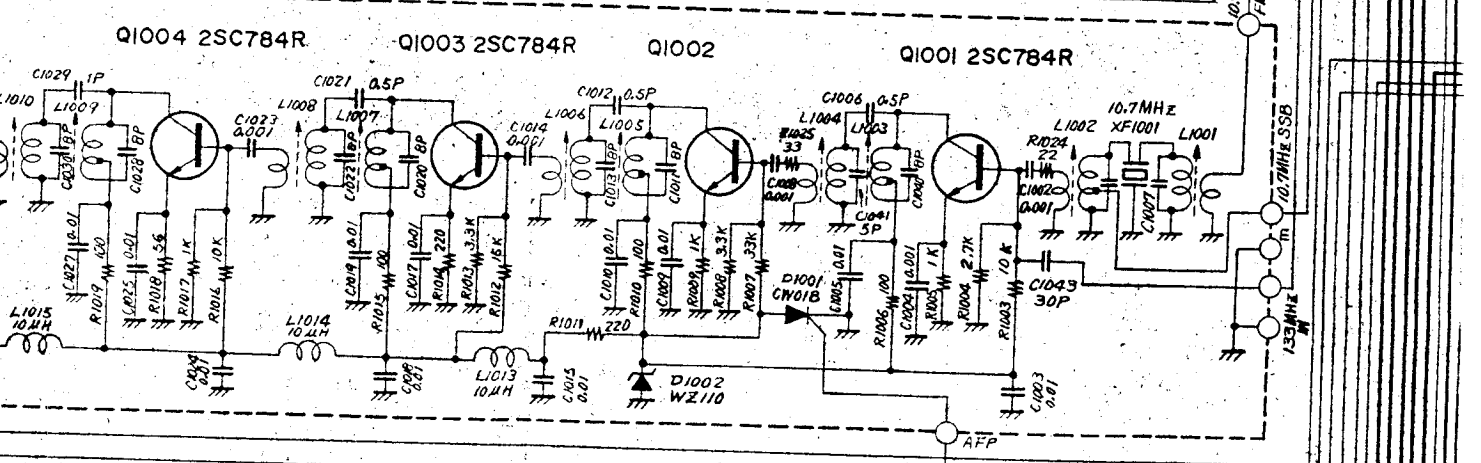 Q1004 2SC784R
Q1003 2SC784R
Q1002
Q1001 2SC784R
C1029 1P
L1010
L1009
C1030 8P
C1028 8P
C1023
0.001
L1008
C1021 0.5P
L1007
C1022 8P
C1020 8P
C1014
0.001
L1006
C1012 0.5P
L1005
C1013 8P
C1011 8P
R1025
33
C1008
0.001
L1004
C1006 0.5P
L1003
C1041
5P
C1040 8P
R1024
22
C1002
0.001
L1002
10.7MHz
XF1001
L1001
C1007
10.7MHz SSB
m
133MHz
C1027 0.01
R1019 100
C1025 0.01
R1018 56
R1017 1K
R1016 10K
C1019 0.01
R1015 100
C1017 0.01
R1014 220
R1013 3.3K
R1012 15K
C1010 0.01
R1010 100
C1009 0.01
R1009 1K
R1008 3.3K
R1007 33K
D1001
CW01B
C1005 0.01
R1006 100
C1004 0.001
R1005 1K
R1004 2.7K
R1003 10K
C1043
30P
L1015
10μH
C1024
0.01
L1014
10μH
C1018
0.01
L1013
10μH
R1011 220
C1015
0.01
D1002
WZ110
C1003
0.01
AFP
10.